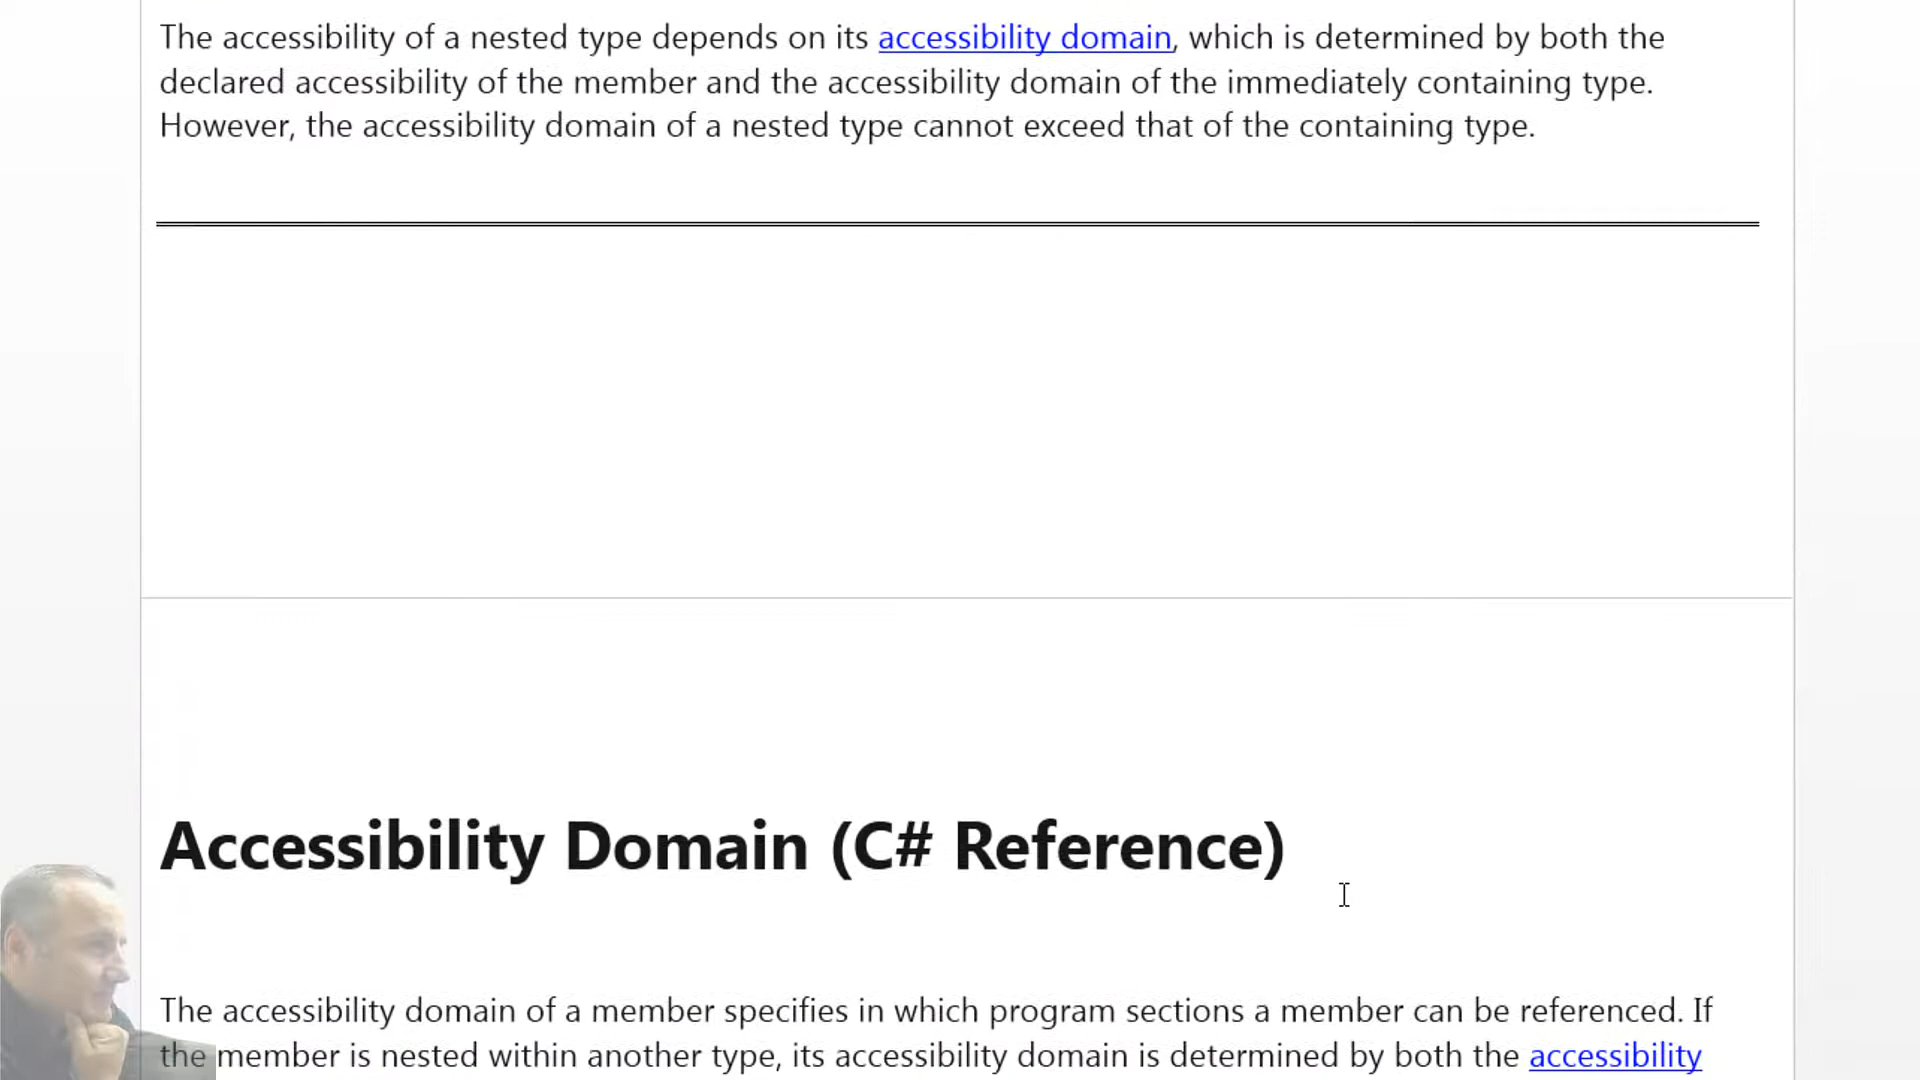 The accessibility of a nested type depends on its accessibility domain, which is determined by both the
declared accessibility of the member and the accessibility domain of the immediately containing type.
However, the accessibility domain of a nested type cannot exceed that of the containing type.
Accessibility Domain (C# Reference)
The accessibility domain of a member specifies in which program sections a member can be referenced. If
the member is nested within another type, its accessibility domain is determined by both the accessibility